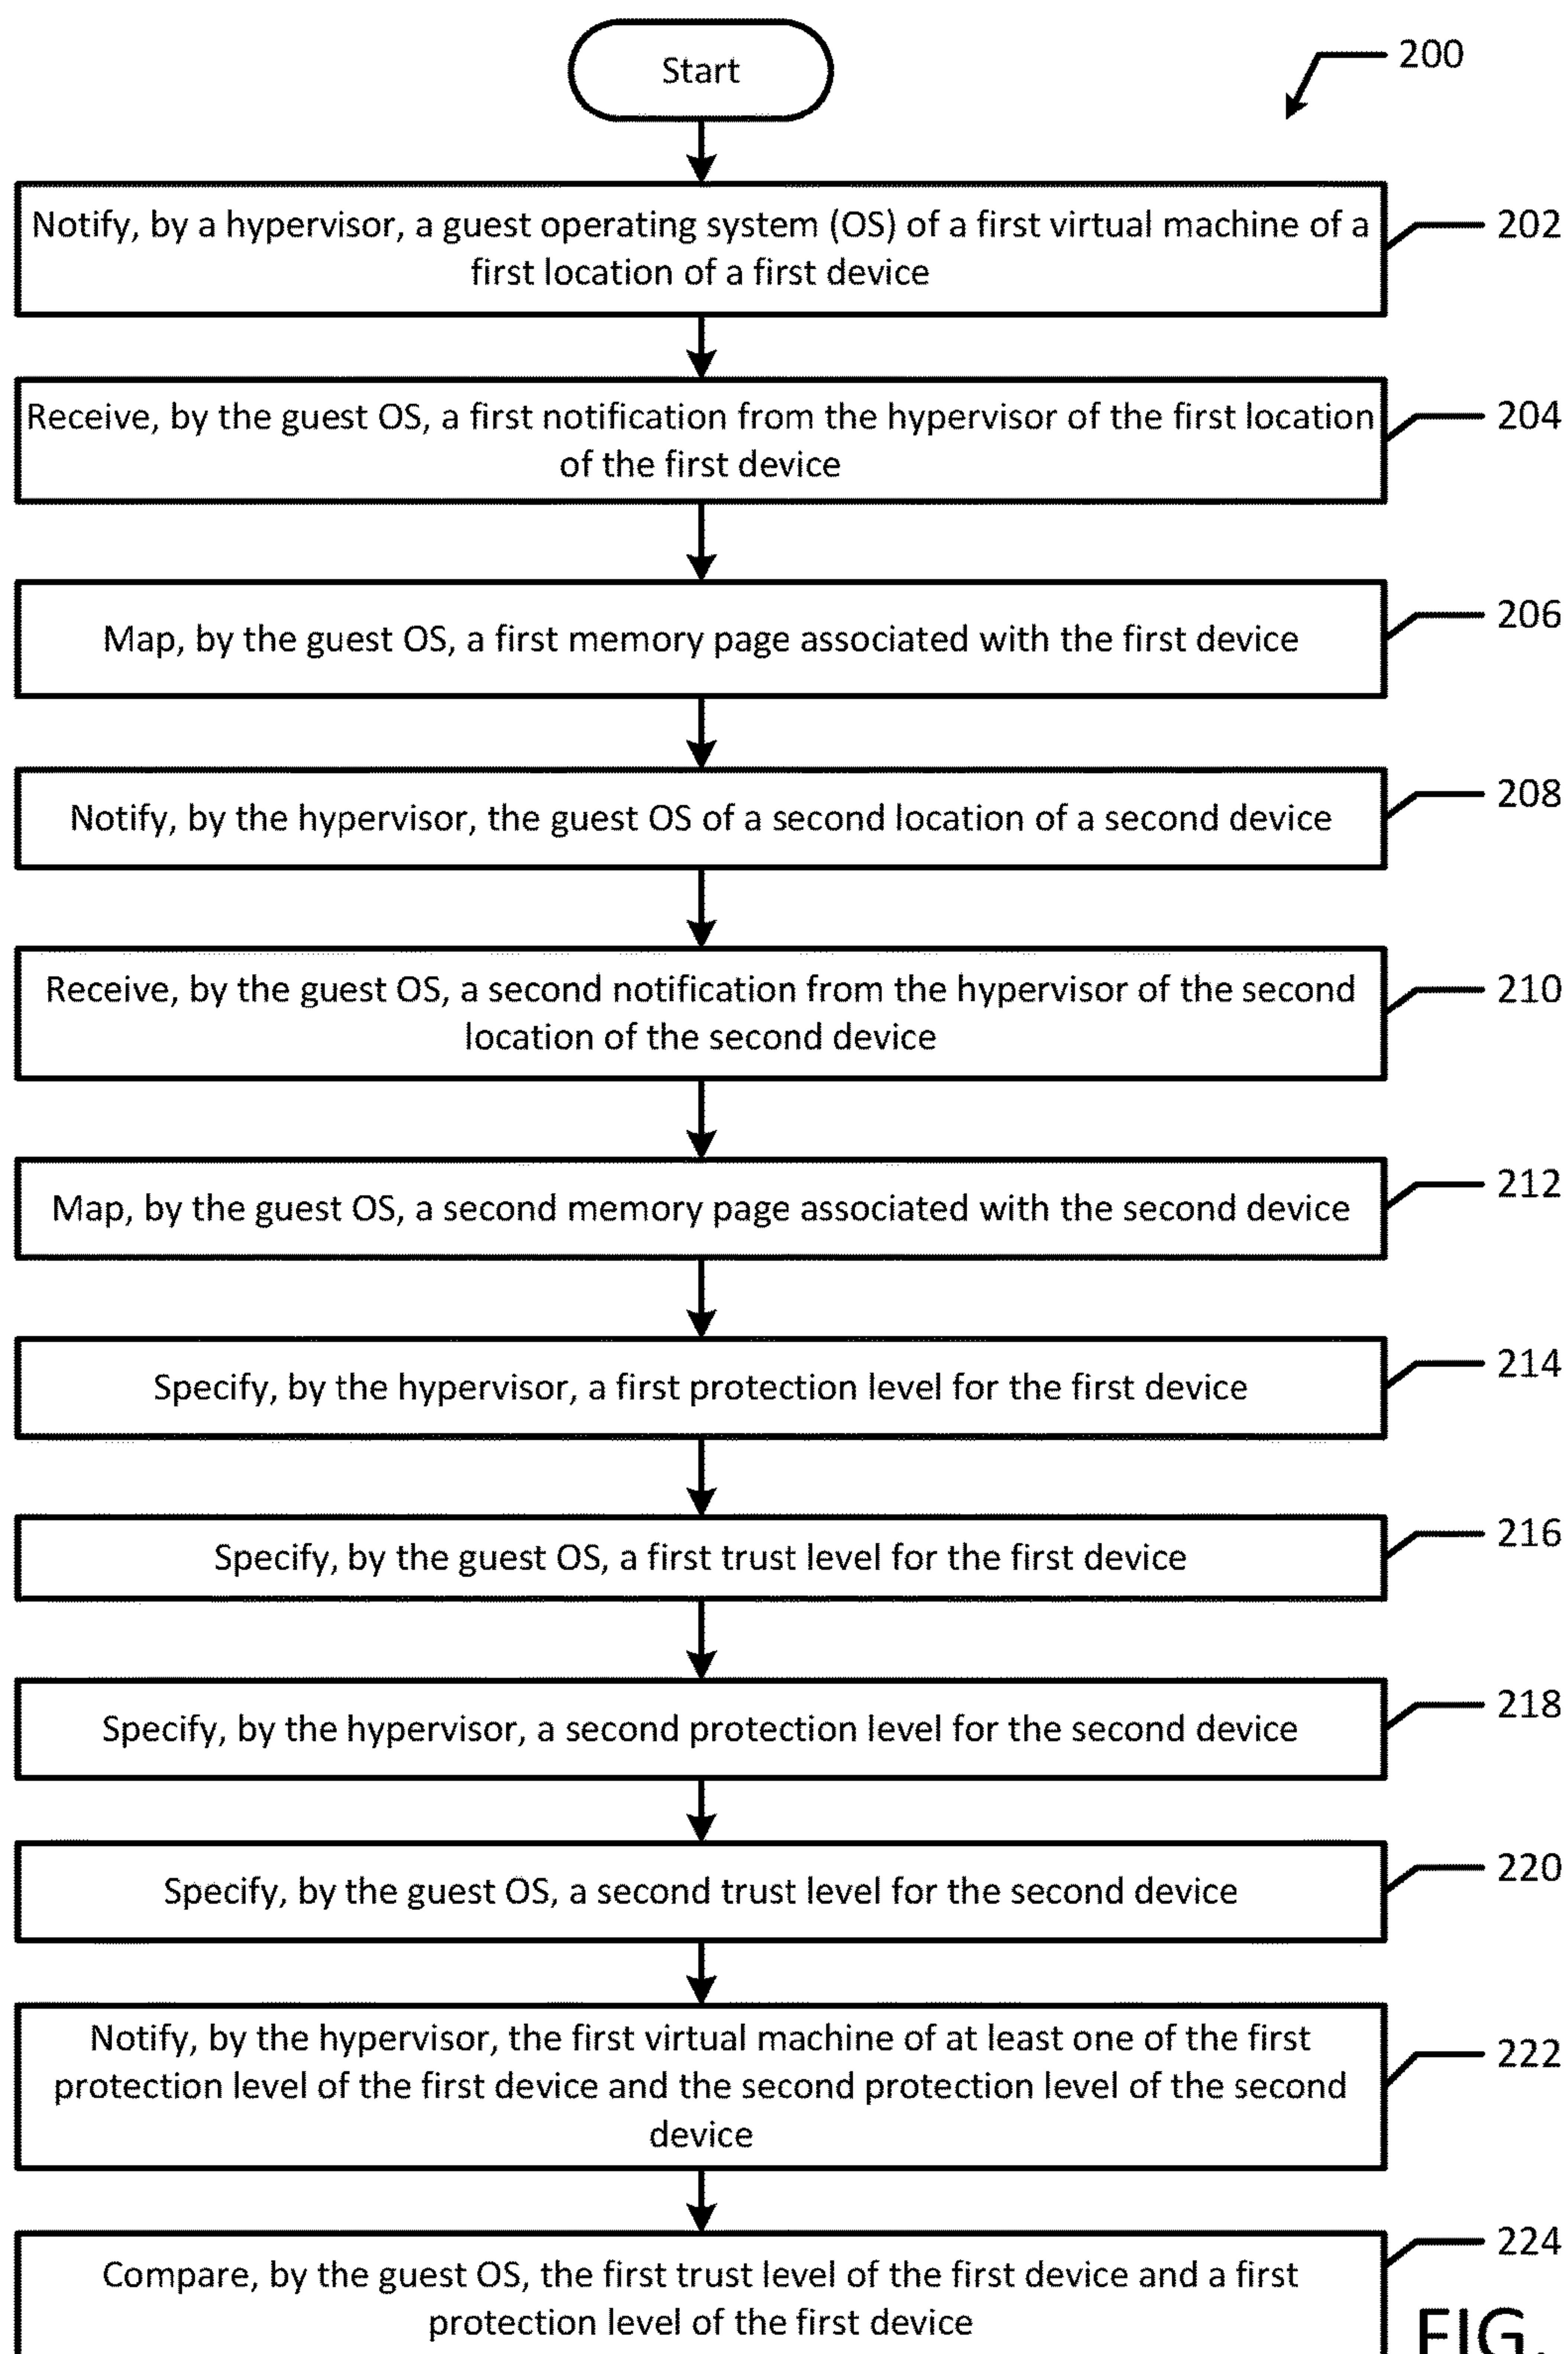 Start
200
Notify, by a hypervisor, a guest operating system (OS) of a first virtual machine of a
first location of a first device
202
Receive, by the guest OS, a first notification from the hypervisor of the first location
of the first device
204
Map, by the guest OS, a first memory page associated with the first device
206
Notify, by the hypervisor, the guest OS of a second location of a second device
208
Receive, by the guest OS, a second notification from the hypervisor of the second
location of the second device
210
Map, by the guest OS, a second memory page associated with the second device
212
Specify, by the hypervisor, a first protection level for the first device
214
Specify, by the guest OS, a first trust level for the first device
216
Specify, by the hypervisor, a second protection level for the second device
218
Specify, by the guest OS, a second trust level for the second device
220
Notify, by the hypervisor, the first virtual machine of at least one of the first
protection level of the first device and the second protection level of the second
device
222
Compare, by the guest OS, the first trust level of the first device and a first
protection level of the first device
224
FIG.